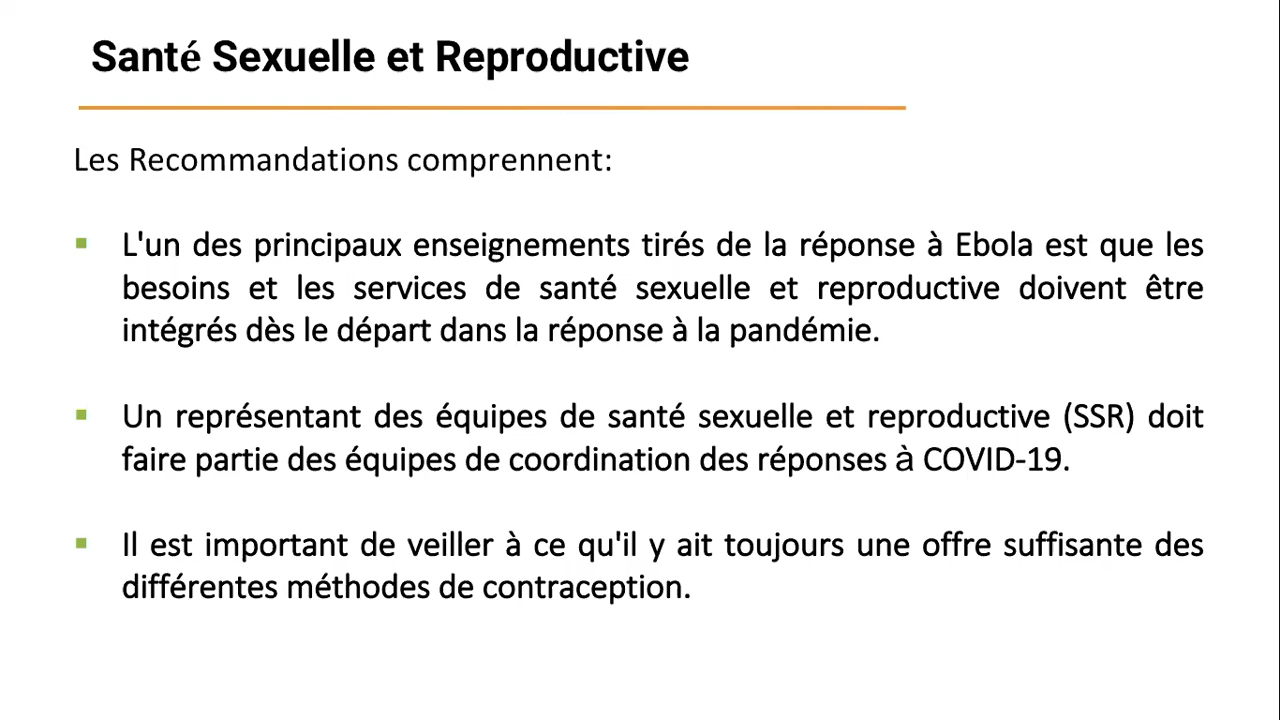 Santé Sexuelle et Reproductive
Les Recommandations comprennent:
▪ L'un des principaux enseignements tirés de la réponse à Ebola est que les
besoins et les services de santé sexuelle et reproductive doivent être
intégrés dès le départ dans la réponse à la pandémie.
▪ Un représentant des équipes de santé sexuelle et reproductive (SSR) doit
faire partie des équipes de coordination des réponses à COVID-19.
▪ Il est important de veiller à ce qu'il y ait toujours une offre suffisante des
différentes méthodes de contraception.